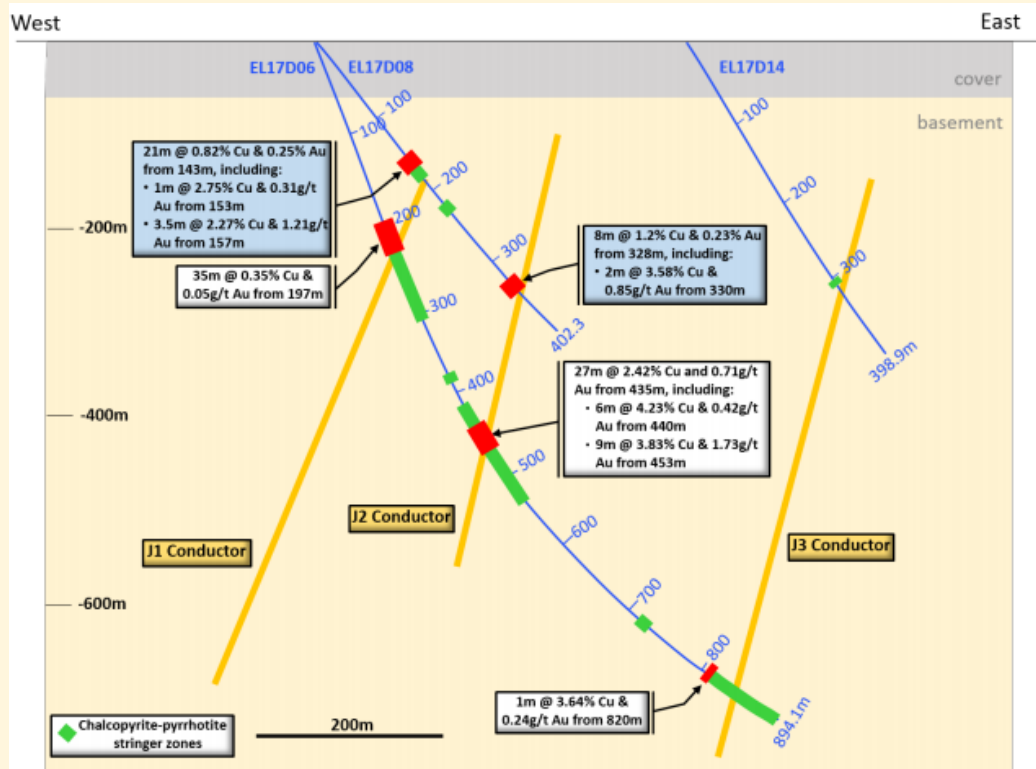 West
East
EL17D06
EL17D08
EL17D14
cover
basement
100
100
100
21m @ 0.82% Cu & 0.25% Au
from 143m, including:
• 1m @ 2.75% Cu & 0.31g/t
Au from 153m
• 3.5m @ 2.27% Cu & 1.21g/t
Au from 157m
200
200
200
-200m
35m @ 0.35% Cu &
0.05g/t Au from 197m
8m @ 1.2% Cu & 0.23% Au
from 328m, including:
• 2m @ 3.58% Cu &
0.85g/t Au from 330m
300
300
300
402.3
398.9m
400
-400m
27m @ 2.42% Cu and 0.71g/t
Au from 435m, including:
• 6m @ 4.23% Cu & 0.42g/t
Au from 440m
• 9m @ 3.83% Cu & 1.73g/t
Au from 453m
500
J1 Conductor
J2 Conductor
J3 Conductor
600
-600m
700
800
1m @ 3.64% Cu &
0.24g/t Au from 820m
894.1m
Chalcopyrite-pyrrhotite
stringer zones
200m